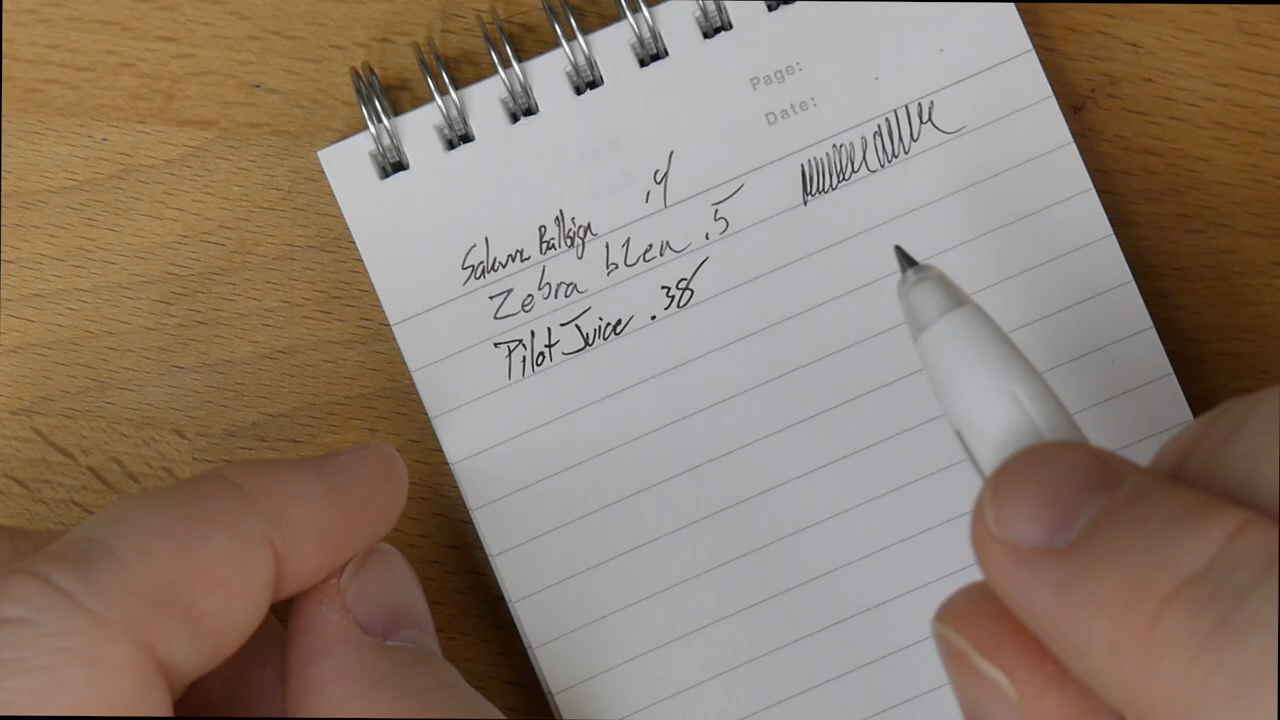 Page:
Date:
Sakura Ballsign .4
Zebra bLen .5
Pilot Juice .38